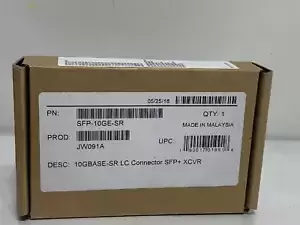 05/25/16
PN:
SFP-10GE-SR
QTY: 1
MADE IN MALAYSIA
PROD:
JW091A
UPC
DESC: 10GBASE-SR LC Connector SFP+ XCVR